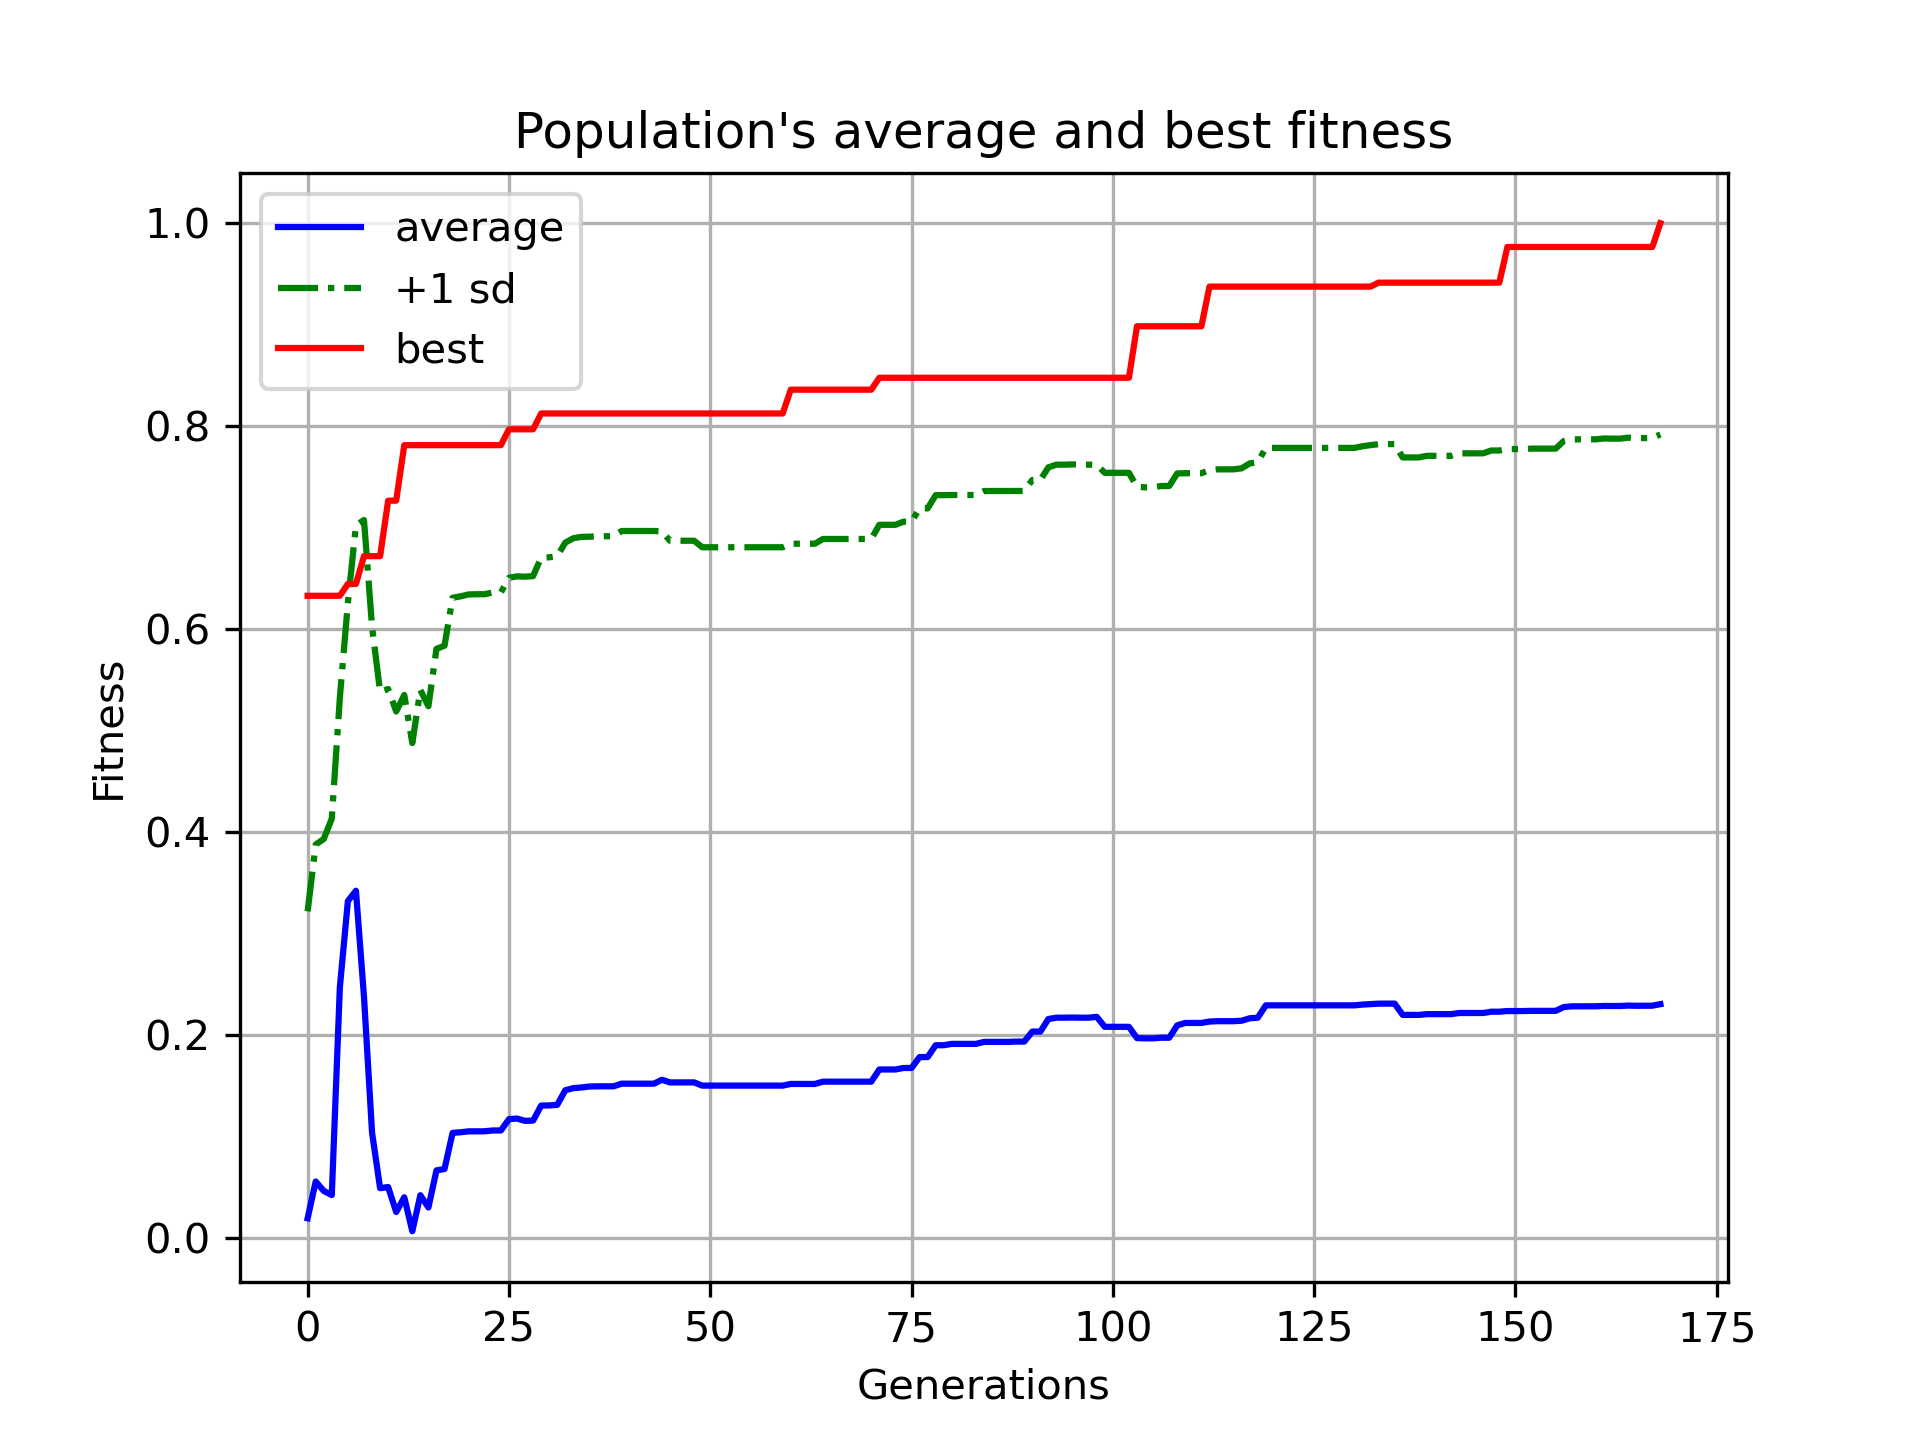 Population's average and best fitness
average
+1 sd
best
1.0
0.8
0.6
0.4
0.2
0.0
Fitness
0 25 50 75 100 125 150 175
Generations